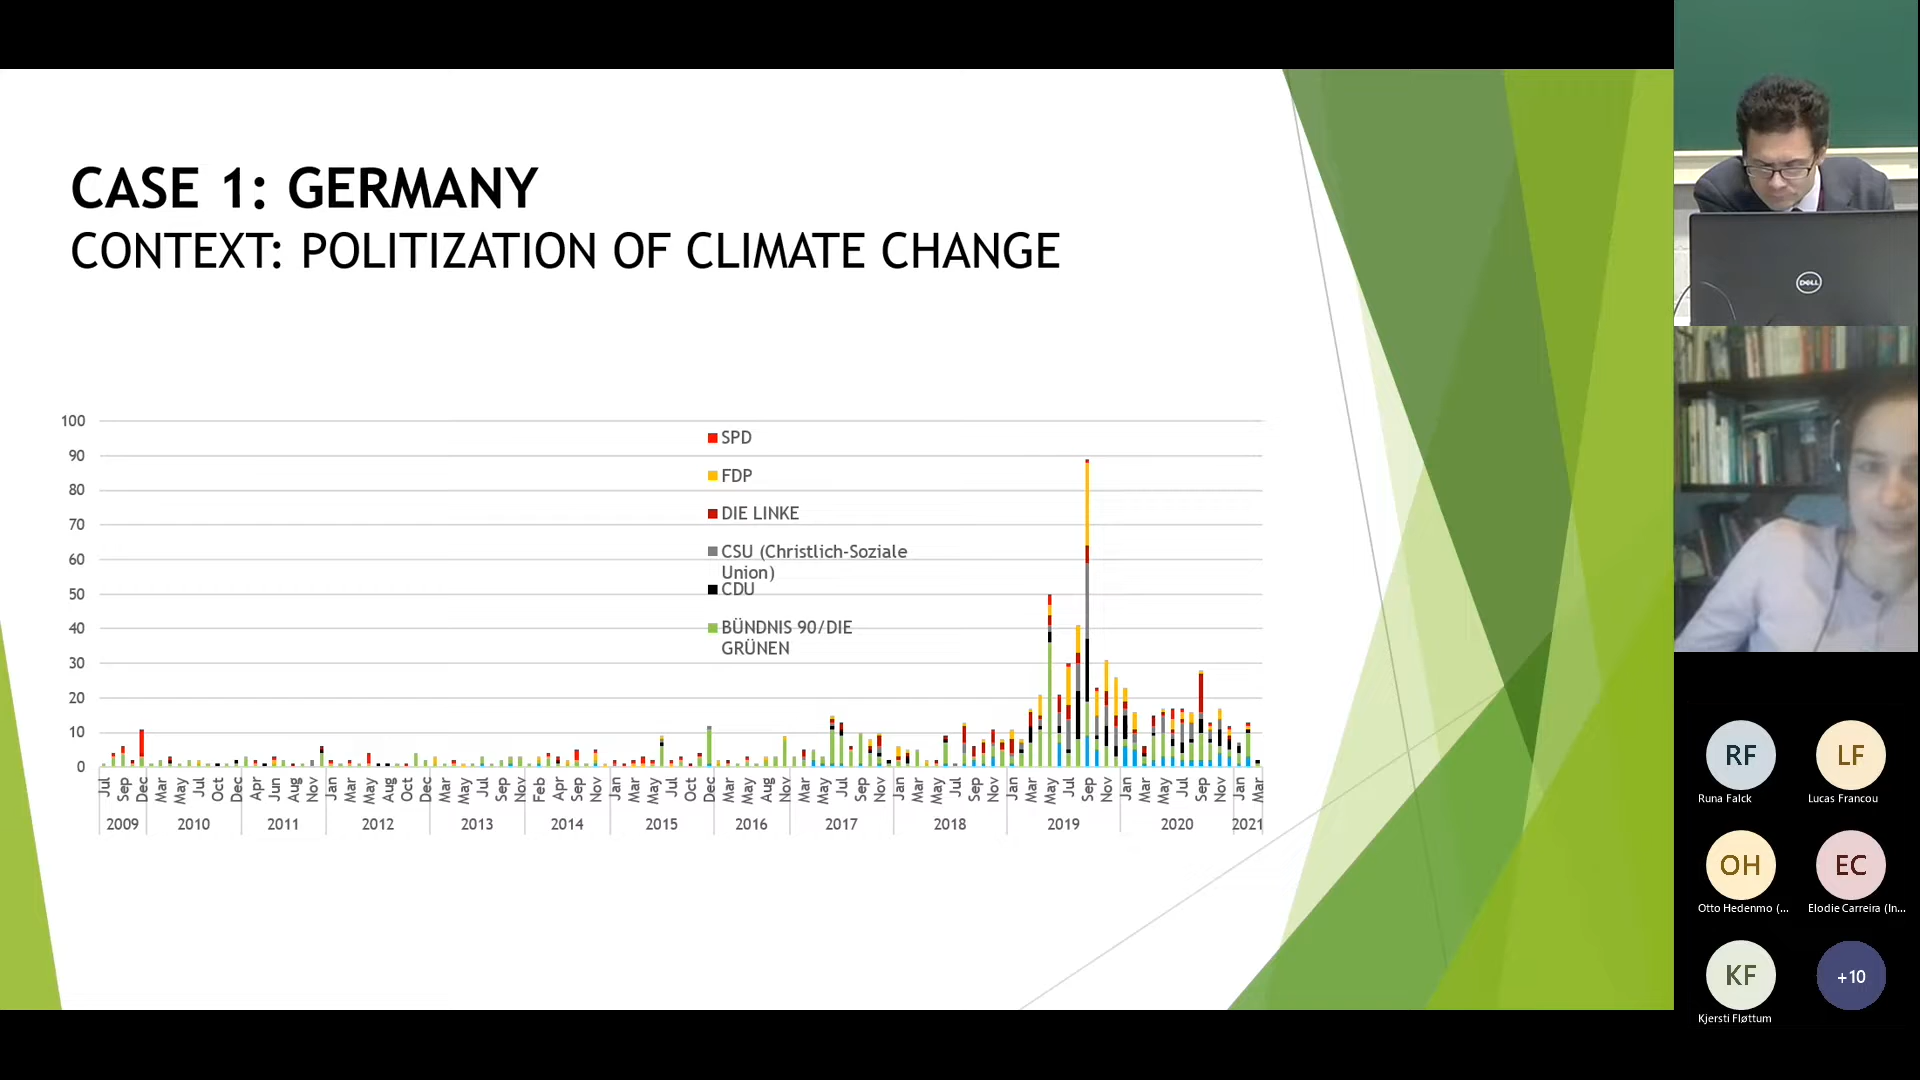 CASE 1: GERMANY
CONTEXT: POLITIZATION OF CLIMATE CHANGE
100
90
80
70
60
50
40
30
20
10
0
SPD
FDP
DIE LINKE
CSU (Christlich-Soziale
Union)
CDU
BÜNDNIS 90/DIE
GRÜNEN
Jul Sep Dec Mar May Jul Oct Dec Apr Jun Aug Nov Jan Mar May Aug Oct Dec Mar May Jul Sep Nov Feb Apr Sep Nov Jan Mar May Jul Oct Dec Mar May Aug Nov Mar May Jul Sep Nov Jan Mar May Jul Sep Nov Jan Mar May Jul Sep Nov Jan Mar May Jul Sep Nov Jan Mar
2009 2010 2011 2012 2013 2014 2015 2016 2017 2018 2019 2020 2021
DELL
RF
LF
Runa Falck
Lucas Francou
OH
EC
Otto Hedenmo (...
Elodie Carreira (In...
KF
+10
Kjersti Fløttum